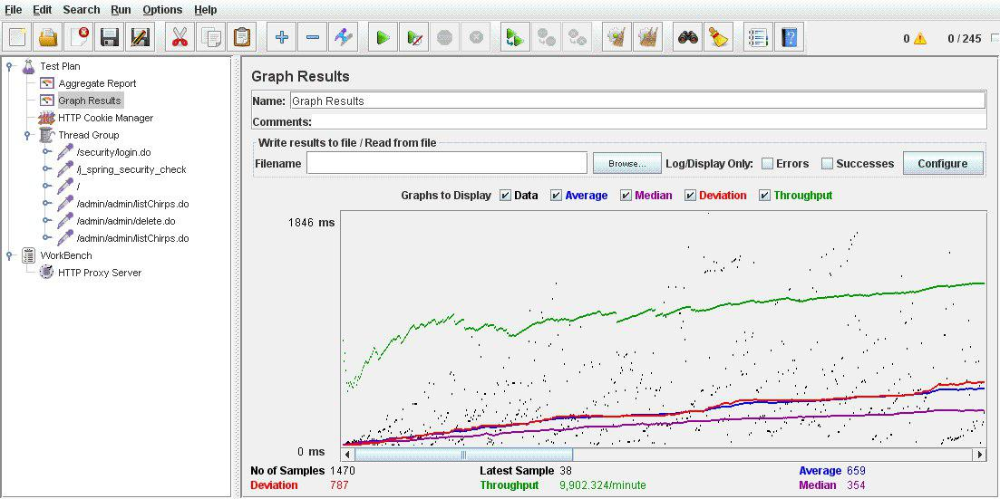 File Edit Search Run Options Help
0 0 / 245
Test Plan
Aggregate Report
Graph Results
HTTP Cookie Manager
Thread Group
/security/login.do
/j_spring_security_check
/
/admin/admin/listChirps.do
/admin/admin/delete.do
/admin/admin/listChirps.do
WorkBench
HTTP Proxy Server
Graph Results
Name: Graph Results
Comments:
Write results to file / Read from file
Filename Browse... Log/Display Only: Errors Successes Configure
Graphs to Display Data Average Median Deviation Throughput
1846 ms
0 ms
No of Samples 1470 Latest Sample 38 Average 659
Deviation 787 Throughput 9,902.324/minute Median 354